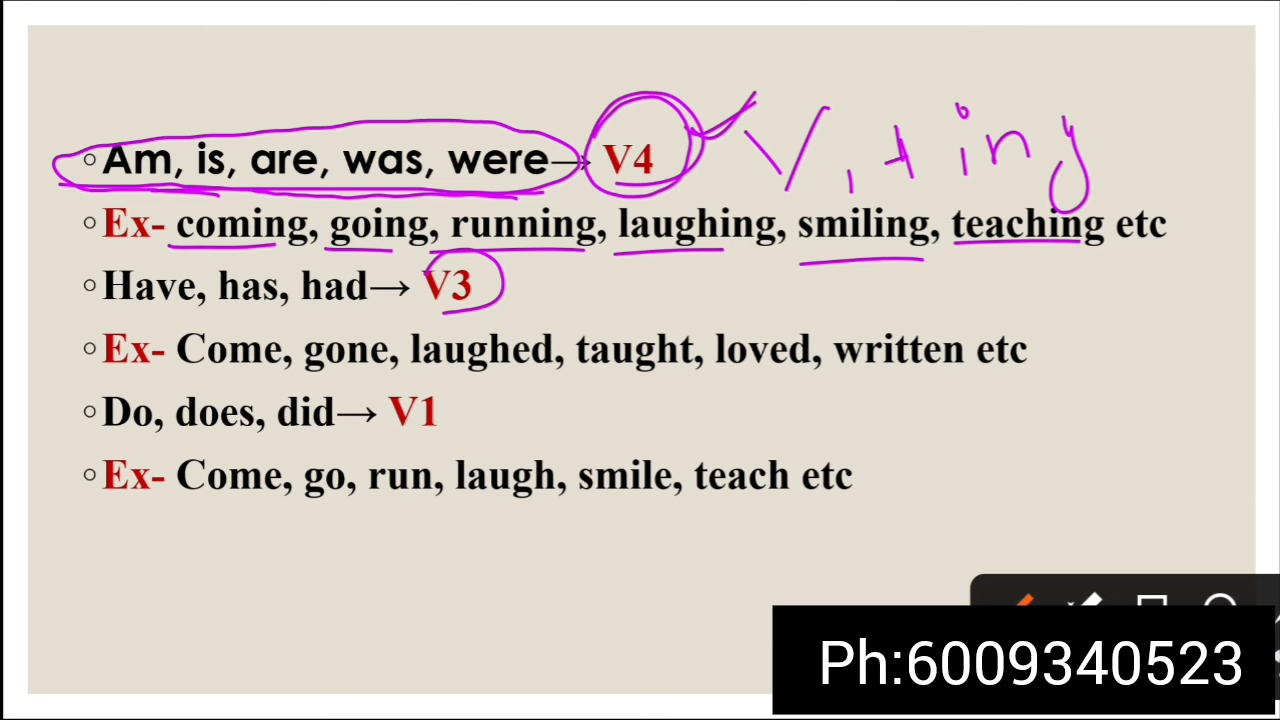 Am, is, are, was, were→ V4 V1 + ing
Ex- coming, going, running, laughing, smiling, teaching etc
Have, has, had→ V3
Ex- Come, gone, laughed, taught, loved, written etc
Do, does, did→ V1
Ex- Come, go, run, laugh, smile, teach etc
Ph:6009340523